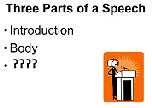 Three Parts of a Speech
• Introduction
• Body
• ????